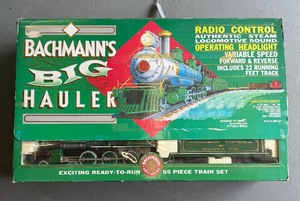 BACHMANN'S
BIG
HAULER
RADIO CONTROL
AUTHENTIC STEAM
LOCOMOTIVE SOUND
OPERATING HEADLIGHT
VARIABLE SPEED
FORWARD & REVERSE
INCLUDES 22 RUNNING
FEET TRACK
EXCITING READY-TO-RUN
55 PIECE TRAIN SET